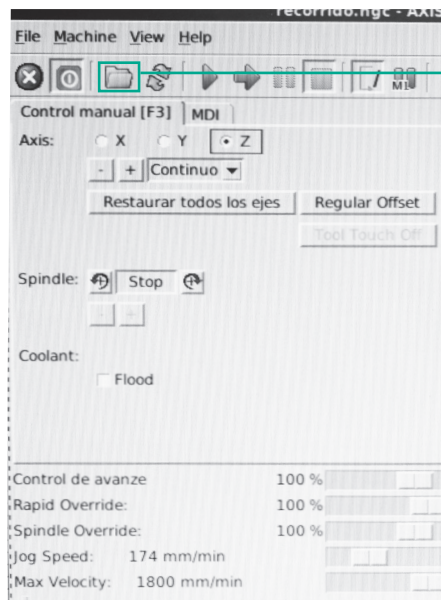 recorrido.ngc - AXIS
File Machine View Help
M1
Control manual [F3] MDI
Axis: X Y Z
- + Continuo
Restaurar todos los ejes Regular Offset
Tool Touch Off
Spindle: Stop
- +
Coolant:
Flood
Control de avanze 100 %
Rapid Override: 100 %
Spindle Override: 100 %
Jog Speed: 174 mm/min
Max Velocity: 1800 mm/min